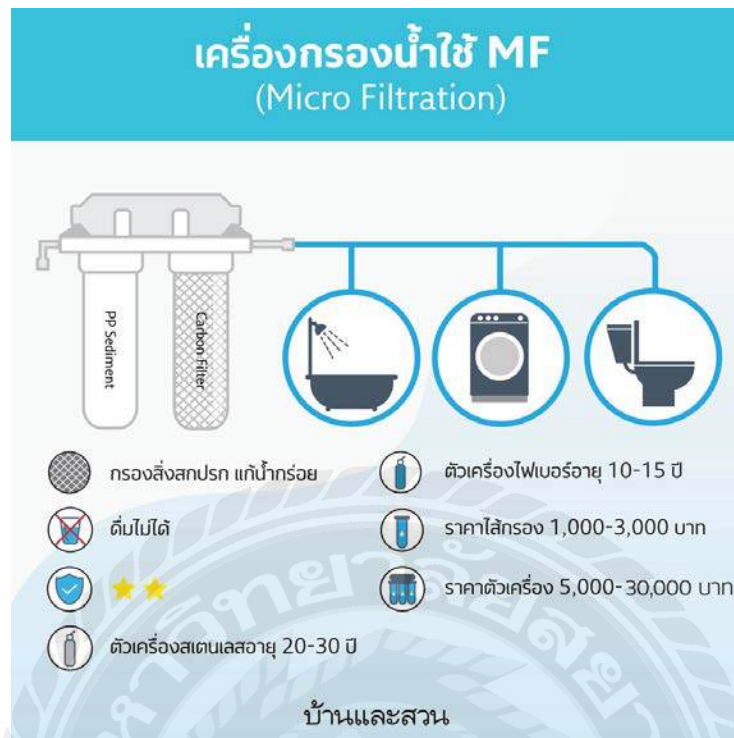 เครื่องกรองน้ำใช้ MF
(Micro Filtration)
PP Sediment
Carbon Filter
กรองสิ่งสกปรก แก้น้ำกร่อย
ดื่มไม่ได้
ตัวเครื่องสเตนเลสอายุ 20-30 ปี
ตัวเครื่องไฟเบอร์อายุ 10-15 ปี
ราคาไส้กรอง 1,000-3,000 บาท
ราคาตัวเครื่อง 5,000-30,000 บาท
บ้านและสวน